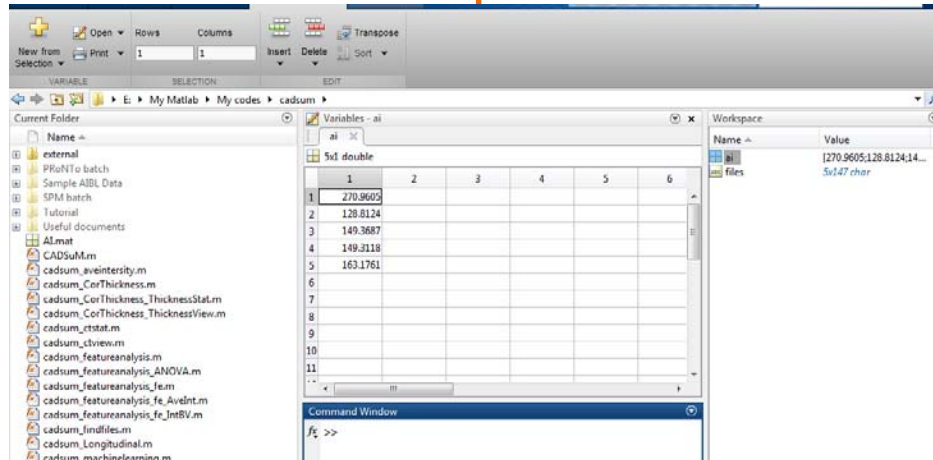 Open Rows Columns Transpose
New from Selection Print 1 1 Insert Delete Sort
VARIABLE SELECTION EDIT
E: My Matlab My codes cadsum
Current Folder
Name
external
PRoNTo batch
Sample AIBL Data
SPM batch
Tutorial
Useful documents
AI.mat
CADSuM.m
cadsum_aveintersity.m
cadsum_CorThickness.m
cadsum_CorThickness_ThicknessStat.m
cadsum_CorThickness_ThicknessView.m
cadsum_ctstat.m
cadsum_ctview.m
cadsum_featureanalysis.m
cadsum_featureanalysis_ANOVA.m
cadsum_featureanalysis_fe.m
cadsum_featureanalysis_fe_AveInt.m
cadsum_featureanalysis_fe_IntBV.m
cadsum_findfiles.m
cadsum_Longitudinal.m
cadsum_machinelearning.m
Variables - ai
ai
5x1 double
1 2 3 4 5 6
1 270.9605
2 128.8124
3 149.3687
4 149.3118
5 163.1761
6
7
8
9
10
11
Command Window
fx >>
Workspace
Name Value
ai [270.9605;128.8124;14...
files 5x147 char